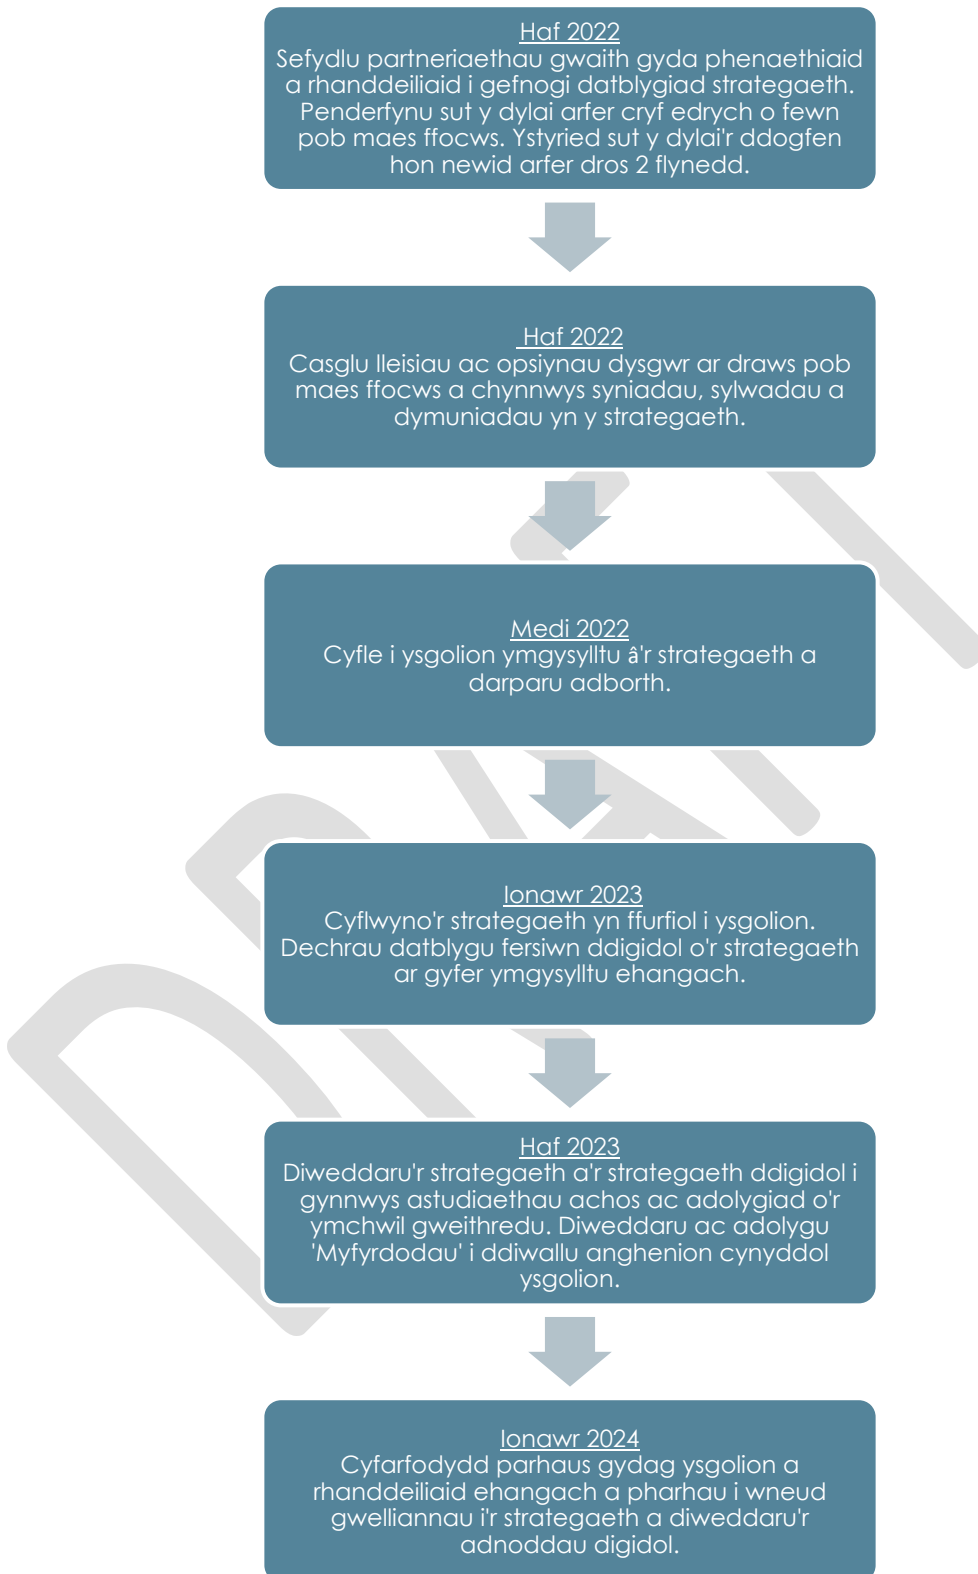 Haf 2022
Sefydlu partneriaethau gwaith gyda phenaethiaid
a rhanddeiliaid i gefnogi datblygiad strategaeth.
Penderfynu sut y dylai arfer cryf edrych o fewn
pob maes ffocws. Ystyried sut y dylai'r ddogfen
hon newid arfer dros 2 flynedd.
Haf 2022
Casglu lleisiau ac opsiynau dysgwr ar draws pob
maes ffocws a chynnwys syniadau, sylwadau a
dymuniadau yn y strategaeth.
Medi 2022
Cyfle i ysgolion ymgysylltu â'r strategaeth a
darparu adborth.
Ionawr 2023
Cyflwyno'r strategaeth yn ffurfiol i ysgolion.
Dechrau datblygu fersiwn ddigidol o'r strategaeth
ar gyfer ymgysylltu ehangach.
Haf 2023
Diweddaru'r strategaeth a'r strategaeth ddigidol i
gynnwys astudiaethau achos ac adolygiad o'r
ymchwil gweithredu. Diweddaru ac adolygu
'Myfyrdodau' i ddiwallu anghenion cynyddol
ysgolion.
Ionawr 2024
Cyfarfodydd parhaus gydag ysgolion a
rhanddeiliaid ehangach a pharhau i wneud
gwelliannau i'r strategaeth a diweddaru'r
adnoddau digidol.
DRAFT